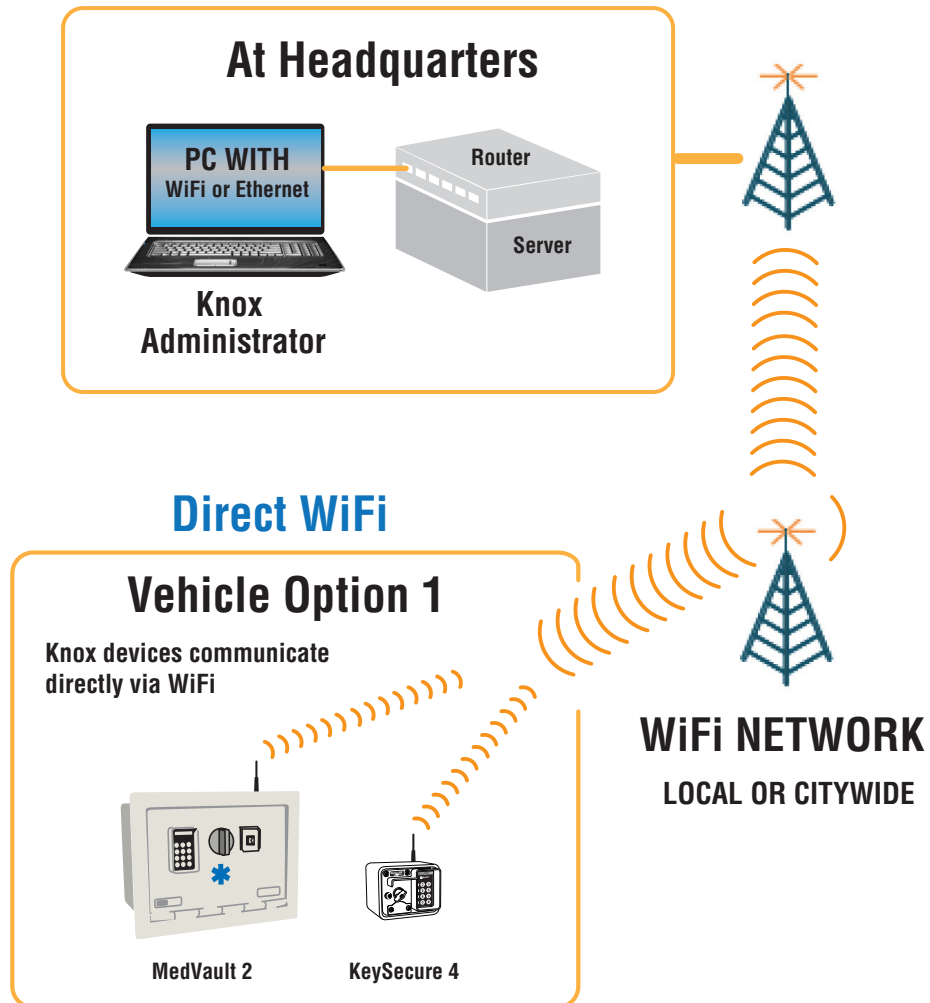 At Headquarters
PC WITH
WiFi or Ethernet
Router
Server
Knox
Administrator
Direct WiFi
Vehicle Option 1
Knox devices communicate
directly via WiFi
WiFi NETWORK
LOCAL OR CITYWIDE
MedVault 2
KeySecure 4